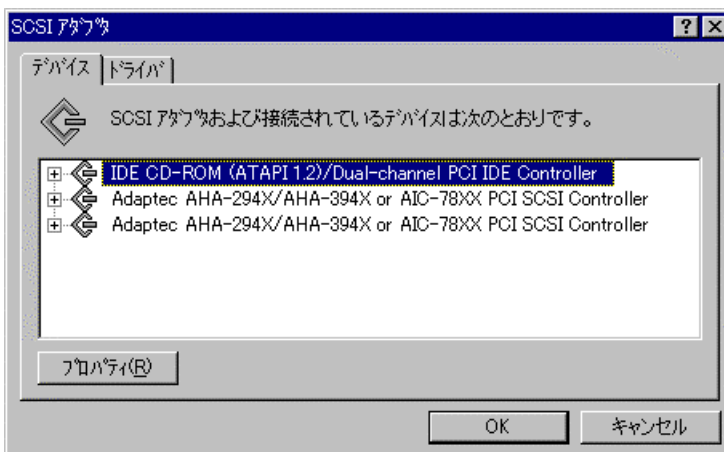 SCSI ｱﾀﾞﾌﾟﾀ
ﾃﾞﾊﾞｲｽ ﾄﾞﾗｲﾊﾞ
SCSI ｱﾀﾞﾌﾟﾀおよび接続されているﾃﾞﾊﾞｲｽは次のとおりです。
IDE CD-ROM (ATAPI 1.2)/Dual-channel PCI IDE Controller
Adaptec AHA-294X/AHA-394X or AIC-78XX PCI SCSI Controller
Adaptec AHA-294X/AHA-394X or AIC-78XX PCI SCSI Controller
ﾌﾟﾛﾊﾟﾃｨ(R)
OK キャンセル